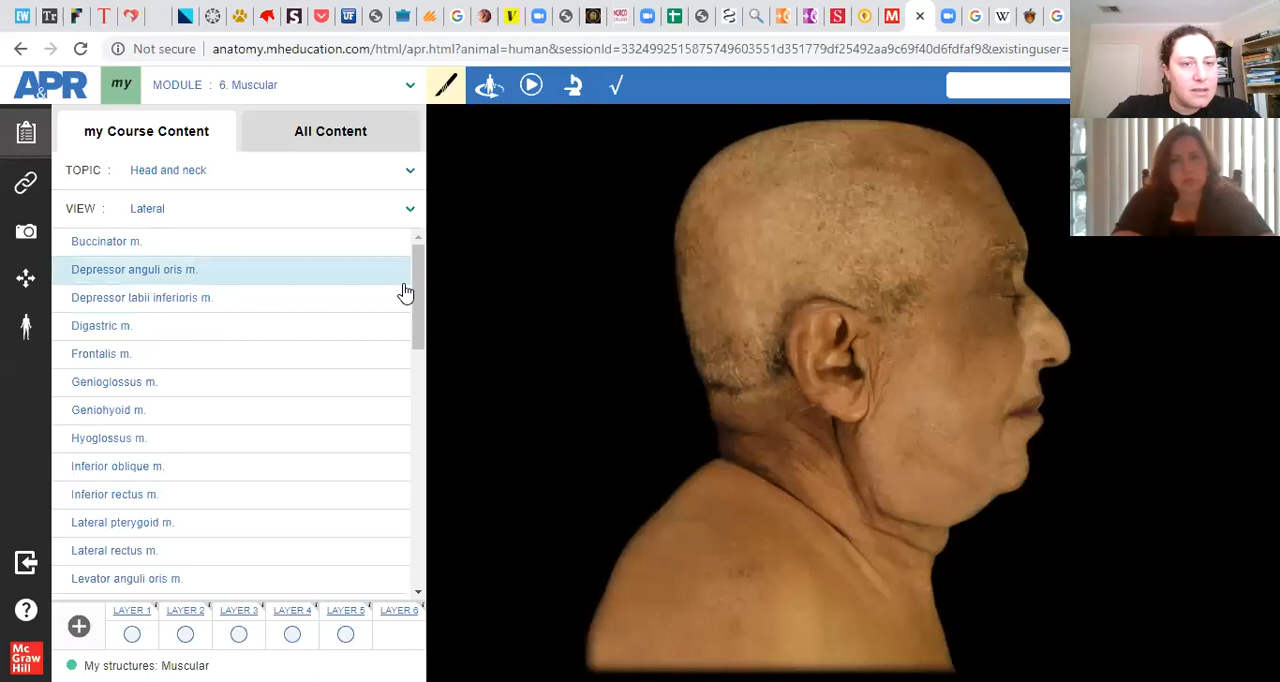 Not secure anatomy.mheducation.com/html/apr.html?animal=human&sessionId=3324992515875749603551d351779df25492aa9c69f40d6fdfaf9&existinguser=
A&PR my MODULE : 6. Muscular
my Course Content All Content
TOPIC : Head and neck
VIEW : Lateral
Buccinator m.
Depressor anguli oris m.
Depressor labii inferioris m.
Digastric m.
Frontalis m.
Genioglossus m.
Geniohyoid m.
Hyoglossus m.
Inferior oblique m.
Inferior rectus m.
Lateral pterygoid m.
Lateral rectus m.
Levator anguli oris m.
LAYER 1 LAYER 2 LAYER 3 LAYER 4 LAYER 5 LAYER 6
My structures: Muscular
Mc
Graw
Hill